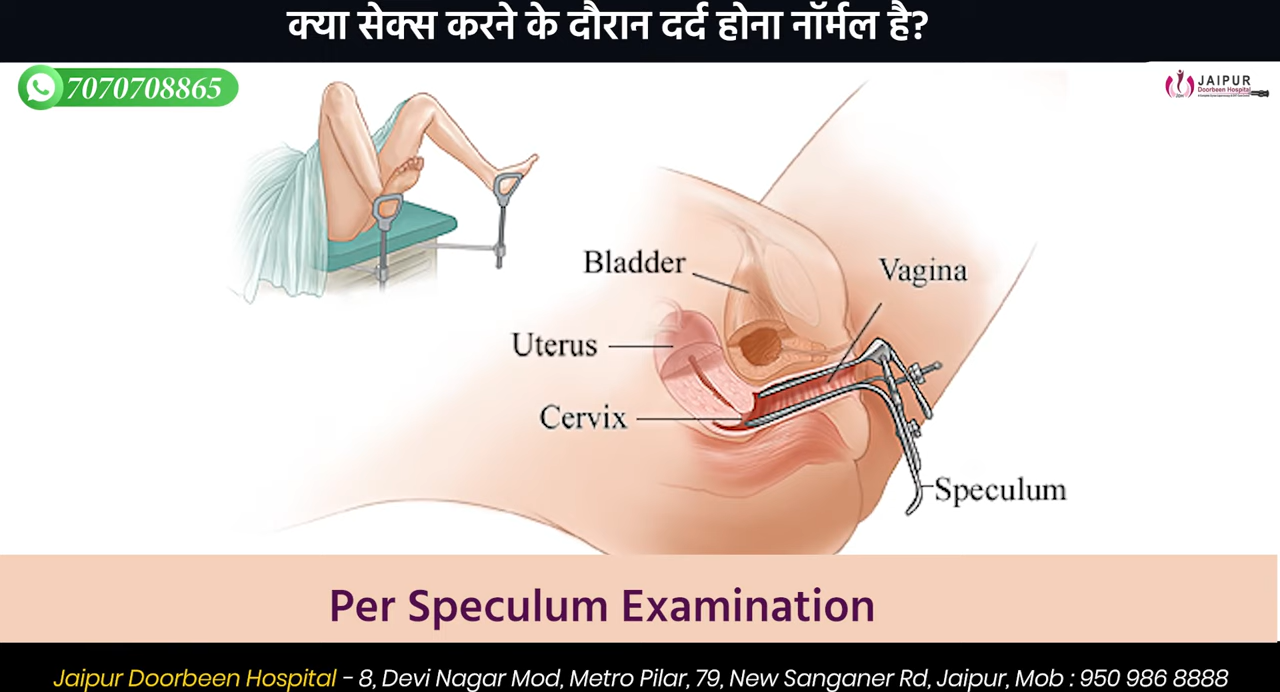 क्या सेक्स करने के दौरान दर्द होना नॉर्मल है?
7070708865
JAIPUR
Doorbeen Hospital
Bladder
Vagina
Uterus
Cervix
Speculum
Per Speculum Examination
Jaipur Doorbeen Hospital - 8, Devi Nagar Mod, Metro Pilar, 79, New Sanganer Rd, Jaipur, Mob : 950 986 8888